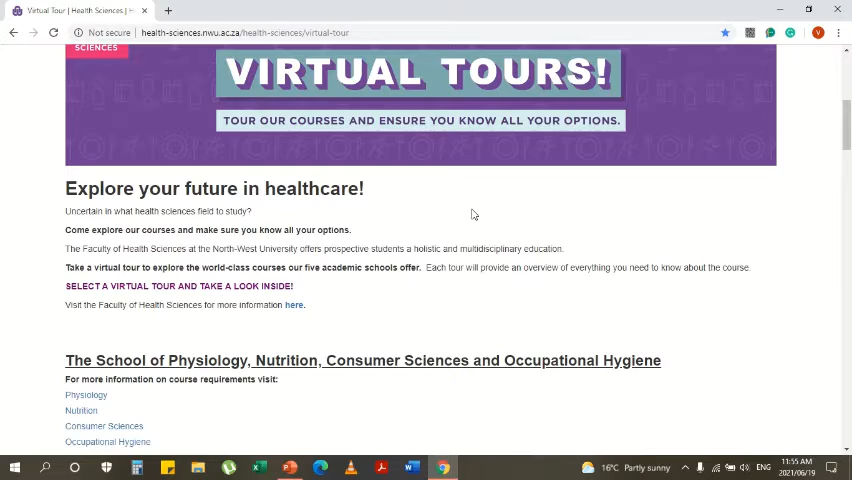 Virtual Tour | Health Sciences | H
Not secure | health-sciences.nwu.ac.za/health-sciences/virtual-tour
SCIENCES
VIRTUAL TOURS!
TOUR OUR COURSES AND ENSURE YOU KNOW ALL YOUR OPTIONS.
Explore your future in healthcare!
Uncertain in what health sciences field to study?
Come explore our courses and make sure you know all your options.
The Faculty of Health Sciences at the North-West University offers prospective students a holistic and multidisciplinary education.
Take a virtual tour to explore the world-class courses our five academic schools offer. Each tour will provide an overview of everything you need to know about the course.
SELECT A VIRTUAL TOUR AND TAKE A LOOK INSIDE!
Visit the Faculty of Health Sciences for more information here.
The School of Physiology, Nutrition, Consumer Sciences and Occupational Hygiene
For more information on course requirements visit:
Physiology
Nutrition
Consumer Sciences
Occupational Hygiene
16°C Partly sunny
ENG
11:55 AM
2021/06/19